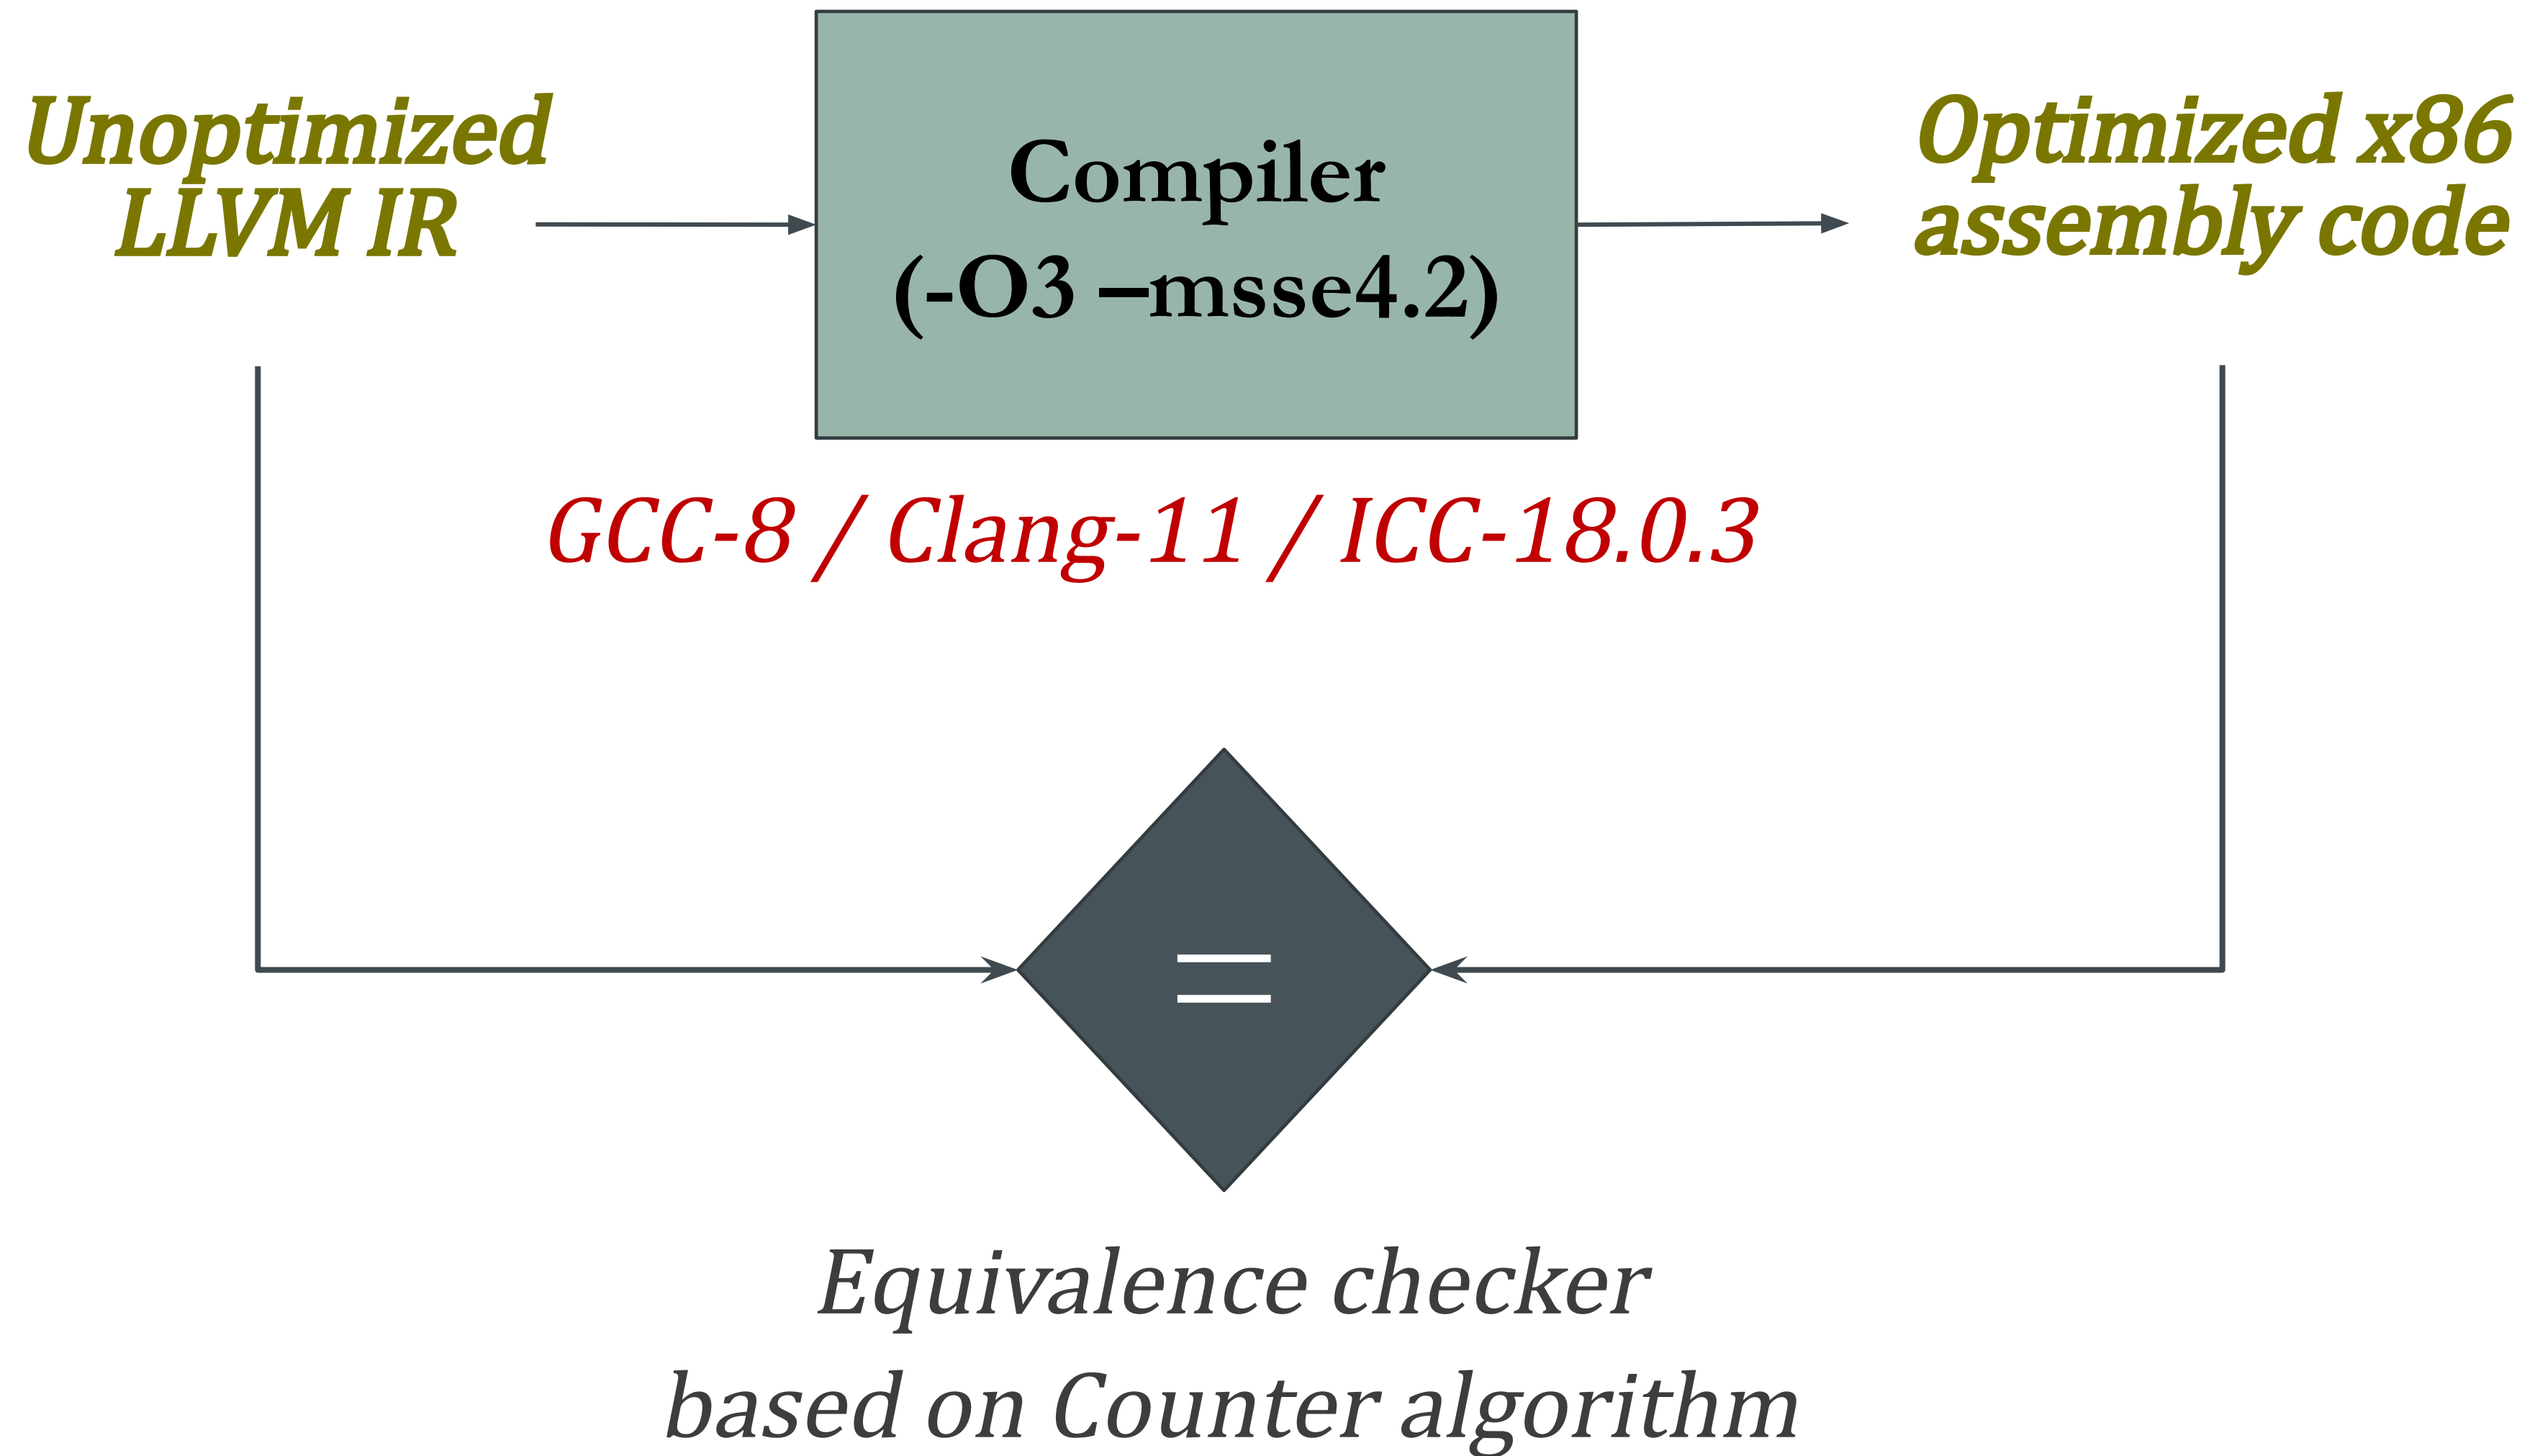 Unoptimized
LLVM IR
Compiler
(-O3 –msse4.2)
Optimized x86
assembly code
GCC-8 / Clang-11 / ICC-18.0.3
=
Equivalence checker
based on Counter algorithm